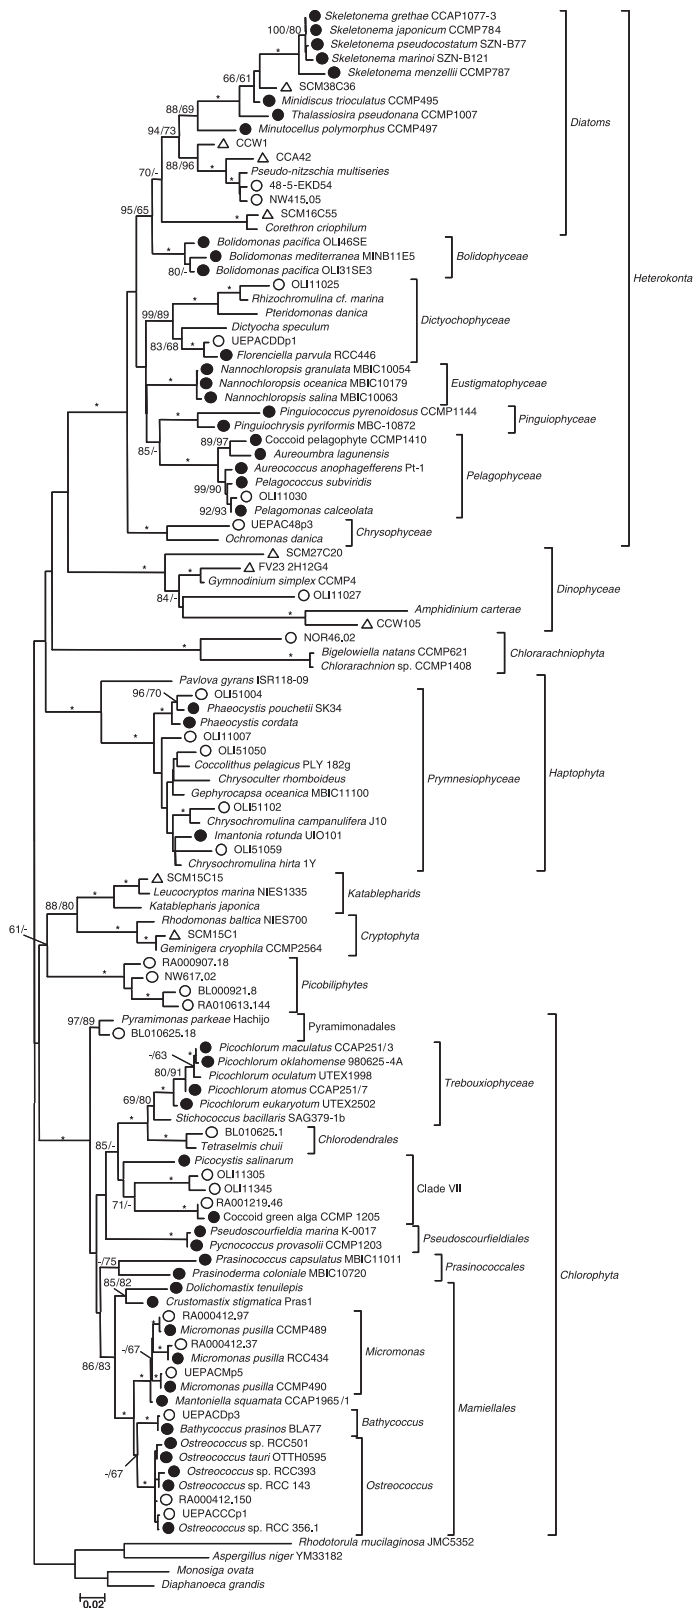 Skeletonema grethae CCAP1077-3
100/80
Skeletonema japonicum CCMP784
Skeletonema pseudocostatum SZN-B77
*
Skeletonema marinoi SZN-B121
Skeletonema menzellii CCMP787
66/61
SCM38C36
*
Minidiscus trioculatus CCMP495
88/69
Thalassiosira pseudonana CCMP1007
Diatoms
94/73
Minutocellus polymorphus CCMP497
CCW1
CCA42
88/96
*
Pseudo-nitzschia multiseries
70/-
*
48-5-EKD54
NW415.05
95/65
SCM16C55
Corethron criophilum
Bolidomonas pacifica OLI46SE
*
Bolidomonas mediterranea MINB11E5
Bolidophyceae
80/-
Bolidomonas pacifica OLI31SE3
Heterokonta
OLI11025
*
Rhizochromulina cf. marina
99/89
Pteridomonas danica
Dictyochophyceae
Dictyocha speculum
83/68
UEPACDDp1
*
Florenciella parvula RCC446
Nannochloropsis granulata MBIC10054
*
Nannochloropsis oceanica MBIC10179
Eustigmatophyceae
Nannochloropsis salina MBIC10063
*
*
Pinguiococcus pyrenoidosus CCMP1144
Pinguiophyceae
Pinguiochrysis pyriformis MBC-10872
89/97
Coccoid pelagophyte CCMP1410
85/-
Aureoumbra lagunensis
*
Aureococcus anophagefferens Pt-1
Pelagophyceae
Pelagococcus subviridis
99/90
OLI11030
92/93
Pelagomonas calceolata
*
UEPAC48p3
Chrysophyceae
Ochromonas danica
SCM27C20
*
FV23 2H12G4
Gymnodinium simplex CCMP4
Dinophyceae
84/-
OLI11027
*
Amphidinium carterae
CCW105
*
NOR46.02
Bigelowiella natans CCMP621
Chlorarachniophyta
*
Chlorarachnion sp. CCMP1408
Pavlova gyrans ISR118-09
96/70
OLI51004
*
Phaeocystis pouchetii SK34
Phaeocystis cordata
*
OLI11007
OLI51050
Coccolithus pelagicus PLY 182g
Chrysoculter rhomboideus
Prymnesiophyceae
Haptophyta
Gephyrocapsa oceanica MBIC11100
OLI51102
*
Chrysochromulina campanulifera J10
Imantonia rotunda UIO101
*
OLI51059
Chrysochromulina hirta 1Y
SCM15C15
*
Leucocryptos marina NIES1335
Katablepharids
88/80
Katablepharis japonica
Rhodomonas baltica NIES700
*
SCM15C1
Cryptophyta
61/-
*
Geminigera cryophila CCMP2564
RA000907.18
*
NW617.02
*
BL000921.8
Picobiliphytes
*
RA010613.144
97/89
Pyramimonas parkeae Hachijo
Pyramimonadales
BL010625.18
Picochlorum maculatus CCAP251/3
-/63
Picochlorum oklahomense 980625-4A
Picochlorum oculatum UTEX1998
80/91
Picochlorum atomus CCAP251/7
Trebouxiophyceae
Picochlorum eukaryotum UTEX2502
69/80
Stichococcus bacillaris SAG379-1b
*
BL010625.1
*
Chlorodendrales
*
85/-
Tetraselmis chuii
Picocystis salinarum
OLI11305
*
OLI11345
Clade VII
71/-
*
RA001219.46
Coccoid green alga CCMP 1205
Pseudoscourfieldia marina K-0017
*
Pseudoscourfieldiales
Pycnococcus provasolii CCMP1203
-/75
Prasinococcus capsulatus MBIC11011
Prasinococcales
Prasinoderma coloniale MBIC10720
Chlorophyta
85/82
Dolichomastix tenuilepis
Crustomastix stigmatica Pras1
RA000412.97
*
Micromonas pusilla CCMP489
RA000412.37
-/67
*
Micromonas pusilla RCC434
Micromonas
86/83
UEPACMp5
*
*
Micromonas pusilla CCMP490
Mantoniella squamata CCAP1965/1
Mamiellales
*
UEPACDp3
*
Bathycoccus
Bathycoccus prasinos BLA77
Ostreococcus sp. RCC501
Ostreococcus tauri OTTH0595
-/67
Ostreococcus sp. RCC393
*
Ostreococcus sp. RCC 143
Ostreococcus
RA000412.150
UEPACCCp1
Ostreococcus sp. RCC 356.1
Rhodotorula mucilaginosa JMC5352
Aspergillus niger YM33182
Monosiga ovata
Diaphanoeca grandis
0.02